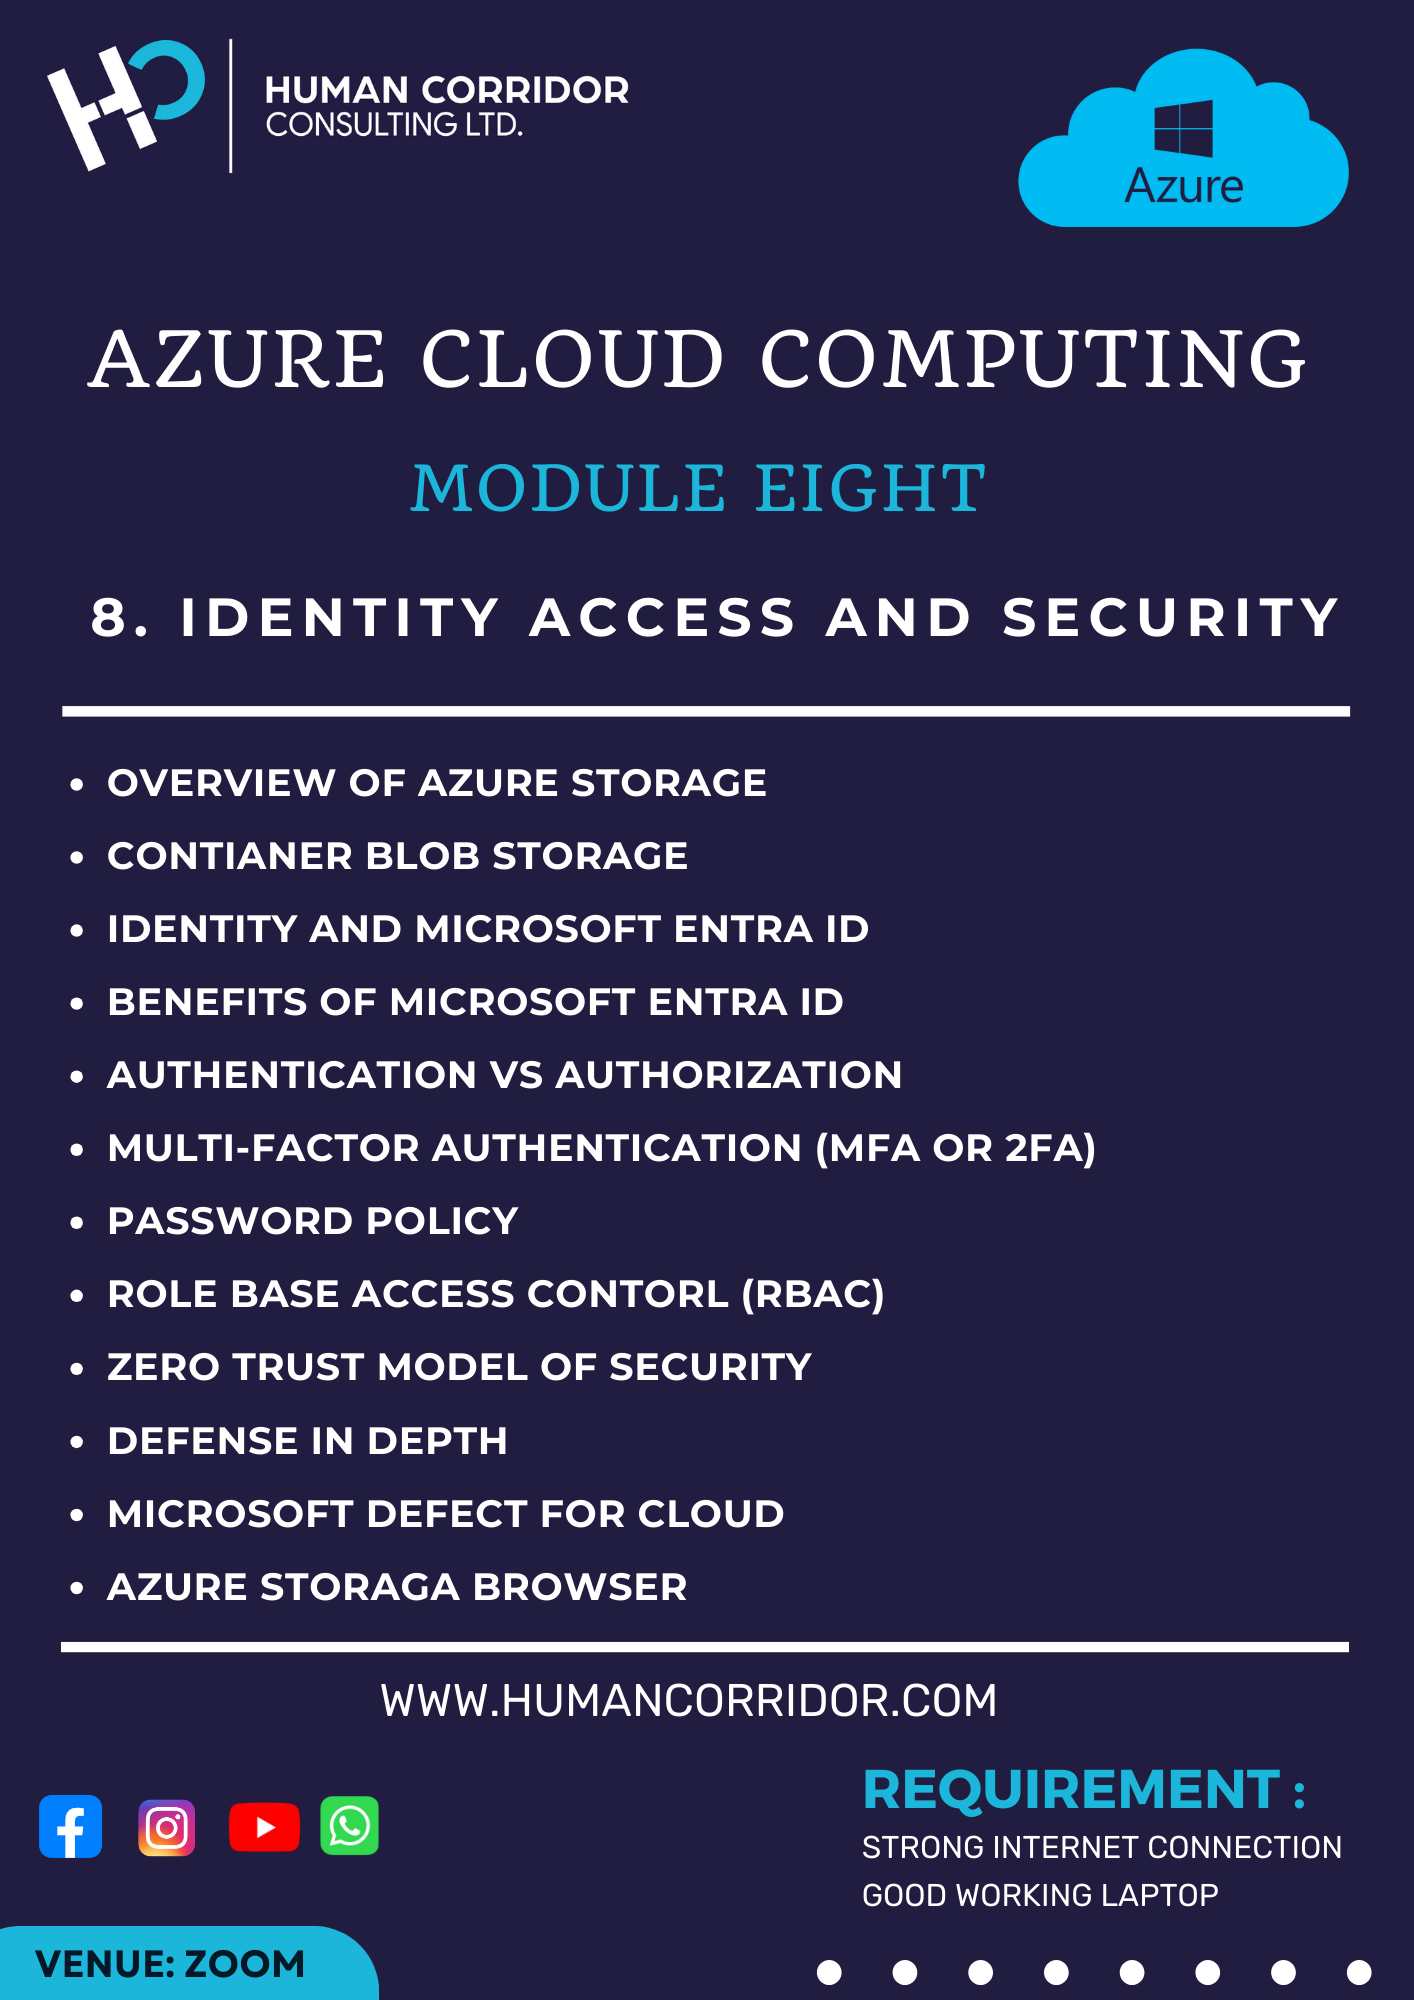 HUMAN CORRIDOR
CONSULTING LTD.
Azure
AZURE CLOUD COMPUTING
MODULE EIGHT
8. IDENTITY ACCESS AND SECURITY
• OVERVIEW OF AZURE STORAGE
• CONTIANER BLOB STORAGE
• IDENTITY AND MICROSOFT ENTRA ID
• BENEFITS OF MICROSOFT ENTRA ID
• AUTHENTICATION VS AUTHORIZATION
• MULTI-FACTOR AUTHENTICATION (MFA OR 2FA)
• PASSWORD POLICY
• ROLE BASE ACCESS CONTORL (RBAC)
• ZERO TRUST MODEL OF SECURITY
• DEFENSE IN DEPTH
• MICROSOFT DEFECT FOR CLOUD
• AZURE STORAGA BROWSER
WWW.HUMANCORRIDOR.COM
REQUIREMENT :
STRONG INTERNET CONNECTION
GOOD WORKING LAPTOP
VENUE: ZOOM